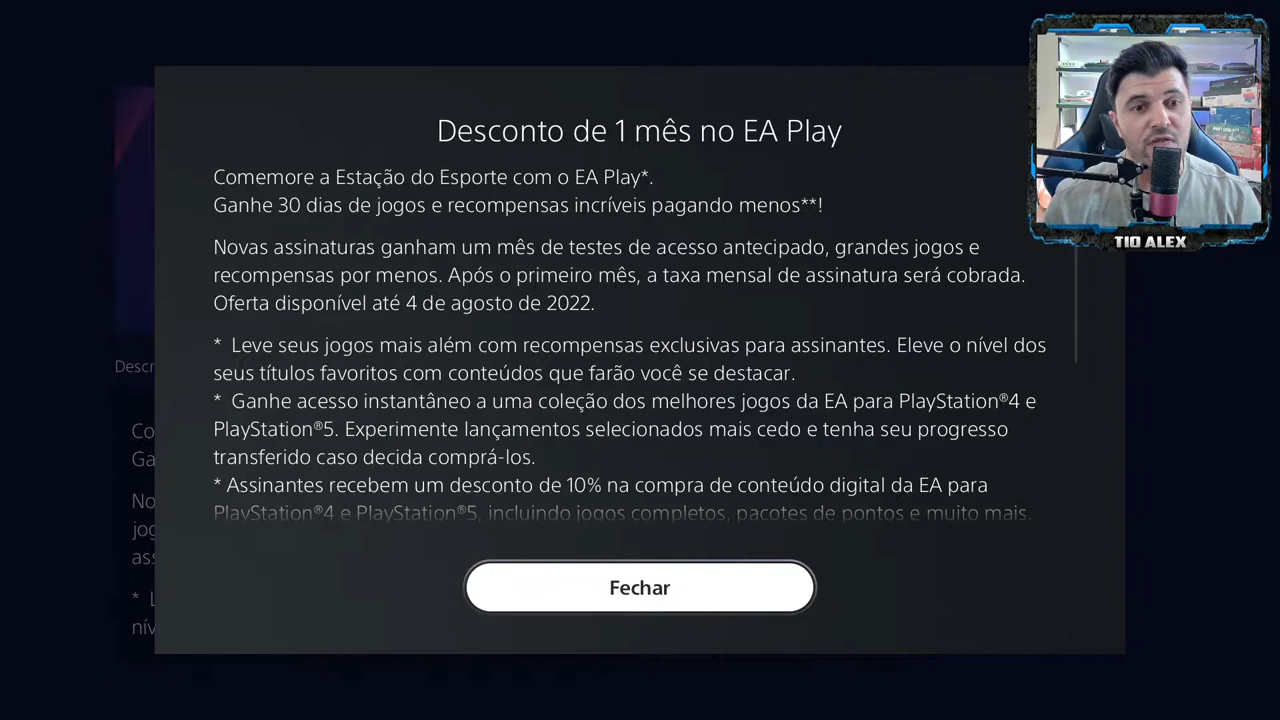 TIO ALEX
Desconto de 1 mês no EA Play
Comemore a Estação do Esporte com o EA Play*.
Ganhe 30 dias de jogos e recompensas incríveis pagando menos**!
Novas assinaturas ganham um mês de testes de acesso antecipado, grandes jogos e
recompensas por menos. Após o primeiro mês, a taxa mensal de assinatura será cobrada.
Oferta disponível até 4 de agosto de 2022.
* Leve seus jogos mais além com recompensas exclusivas para assinantes. Eleve o nível dos
seus títulos favoritos com conteúdos que farão você se destacar.
* Ganhe acesso instantâneo a uma coleção dos melhores jogos da EA para PlayStation®4 e
PlayStation®5. Experimente lançamentos selecionados mais cedo e tenha seu progresso
transferido caso decida comprá-los.
* Assinantes recebem um desconto de 10% na compra de conteúdo digital da EA para
PlayStation®4 e PlayStation®5, incluindo jogos completos, pacotes de pontos e muito mais.
Fechar
Descr
Co
Ga
No
jog
ass
* L
nív